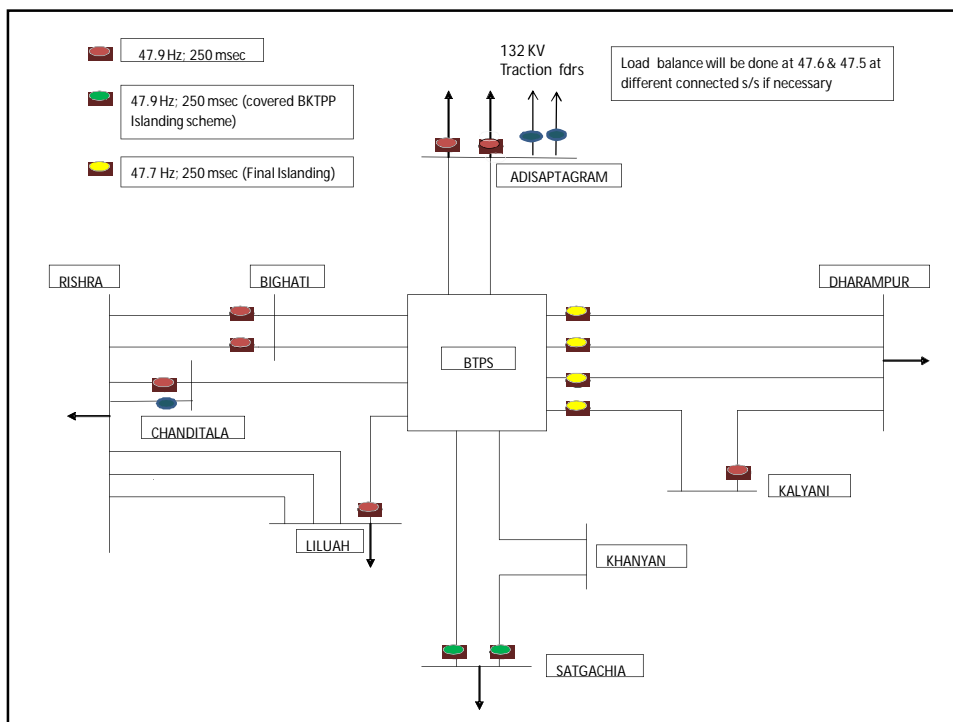 47.9 Hz; 250 msec
47.9 Hz; 250 msec (covered BKTPP
Islanding scheme)
47.7 Hz; 250 msec (Final Islanding)
132 KV
Traction fdrs
Load balance will be done at 47.6 & 47.5 at
different connected s/s if necessary
ADISAPTAGRAM
RISHRA
BIGHATI
DHARAMPUR
BTPS
CHANDITALA
KALYANI
LILUAH
KHANYAN
SATGACHIA